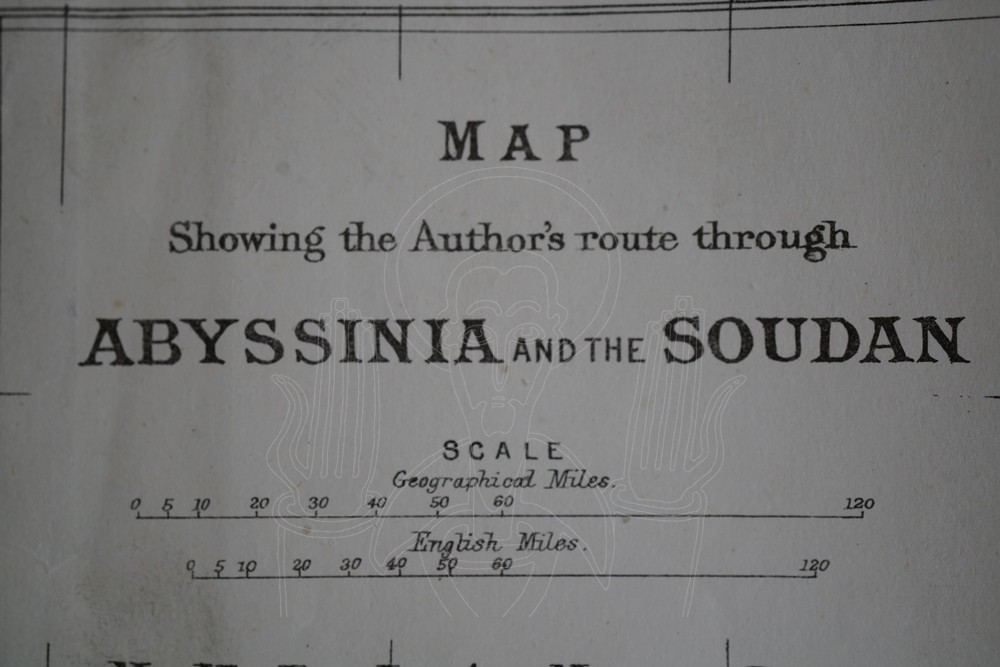 MAP
Showing the Author's route through
ABYSSINIA AND THE SOUDAN
SCALE
Geographical Miles.
0 5 10 20 30 40 50 60 120
English Miles.
0 5 10 20 30 40 50 60 120